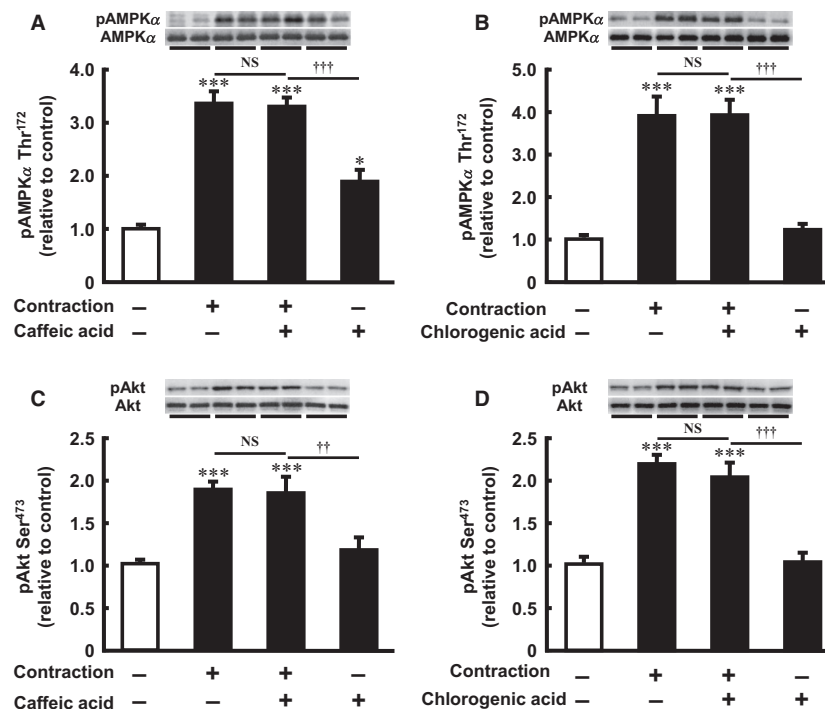 A
pAMPKα
AMPKα
NS
†††
***
***
*
4.0
3.0
2.0
1.0
0
pAMPKα Thr172
(relative to control)
Contraction – + + –
Caffeic acid – – + +
B
pAMPKα
AMPKα
NS
†††
***
***
5.0
4.0
3.0
2.0
1.0
0
pAMPKα Thr172
(relative to control)
Contraction – + + –
Chlorogenic acid – – + +
C
pAkt
Akt
NS
††
***
***
2.5
2.0
1.5
1.0
0.5
0
pAkt Ser473
(relative to control)
Contraction – + + –
Caffeic acid – – + +
D
pAkt
Akt
NS
†††
***
***
2.5
2.0
1.5
1.0
0.5
0
pAkt Ser473
(relative to control)
Contraction – + + –
Chlorogenic acid – – + +